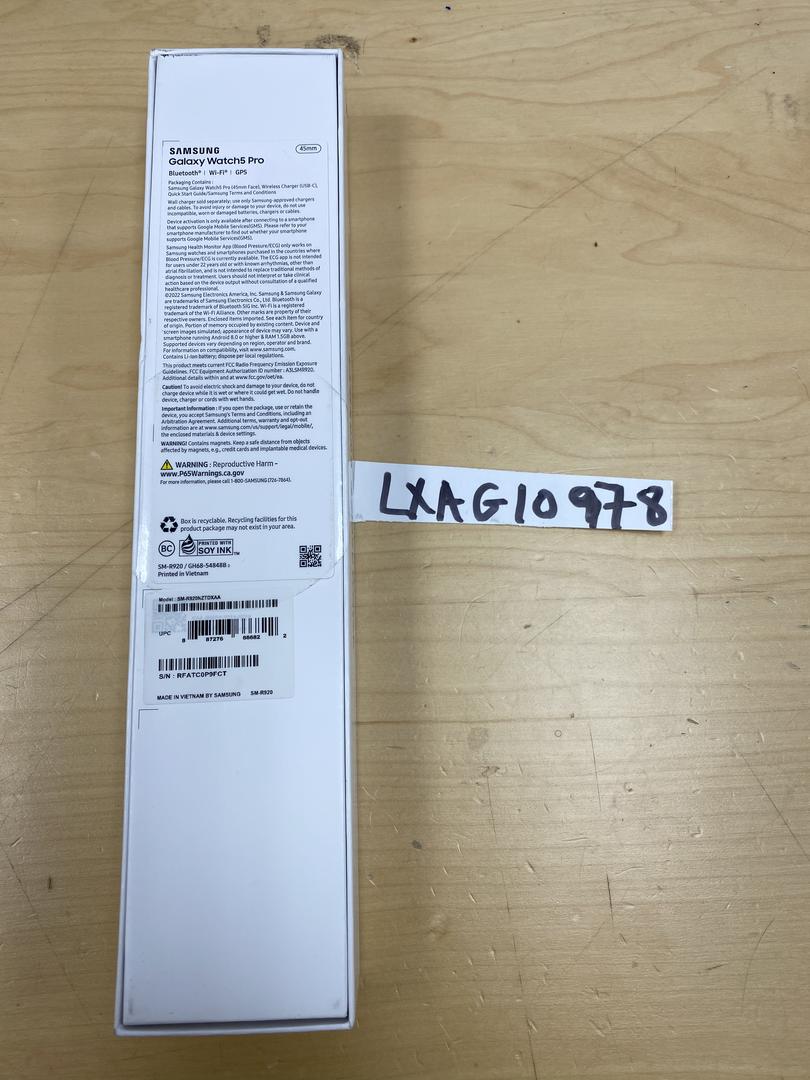 SAMSUNG
45mm
Galaxy Watch5 Pro
Bluetooth® | Wi-Fi® | GPS
Packaging Contains :
Samsung Galaxy Watch5 Pro (45mm Face), Wireless Charger (USB-C),
Quick Start Guide/Samsung Terms and Conditions
Wall charger sold separately; use only Samsung-approved chargers
and cables. To avoid injury or damage to your device, do not use
incompatible, worn or damaged batteries, chargers or cables.
Device activation is only available after connecting to a smartphone
that supports Google Mobile Services(GMS). Please refer to your
smartphone manufacturer to find out whether your smartphone
supports Google Mobile Services(GMS).
Samsung Health Monitor App (Blood Pressure/ECG) only works on
Samsung watches and smartphones purchased in the countries where
Blood Pressure/ECG is currently available. The ECG app is not intended
for users under 22 years old or with known arrhythmias, other than
atrial fibrillation, and is not intended to replace traditional methods of
diagnosis or treatment. Users should not interpret or take clinical
action based on the device output without consultation of a qualified
healthcare professional.
©2022 Samsung Electronics America, Inc. Samsung & Samsung Galaxy
are trademarks of Samsung Electronics Co., Ltd. Bluetooth is a
registered trademark of Bluetooth SIG Inc. Wi-Fi is a registered
trademark of the Wi-Fi Alliance. Other marks are property of their
respective owners. Enclosed items imported. See each item for country
of origin. Portion of memory occupied by existing content. Device and
screen images simulated; appearance of device may vary. Use with a
smartphone running Android 8.0 or higher & RAM 1.5GB above.
Supported devices vary depending on region, operator and brand.
For information on compatibility, visit www.samsung.com.
Contains Li-Ion battery; dispose per local regulations.
This product meets current FCC Radio Frequency Emission Exposure
Guidelines. FCC Equipment Authorization ID number : A3LSMR920.
Additional details within and at www.fcc.gov/oet/ea.
Caution! To avoid electric shock and damage to your device, do not
charge device while it is wet or where it could get wet. Do not handle
device, charger or cords with wet hands.
Important Information : If you open the package, use or retain the
device, you accept Samsung's Terms and Conditions, including an
Arbitration Agreement. Additional terms, warranty and opt-out
information are at www.samsung.com/us/support/legal/mobile/,
the enclosed materials & device settings.
WARNING! Contains magnets. Keep a safe distance from objects
affected by magnets, e.g., credit cards and implantable medical devices.
WARNING : Reproductive Harm -
www.P65Warnings.ca.gov
For more information, please call 1-800-SAMSUNG (726-7864).
Box is recyclable. Recycling facilities for this
product package may not exist in your area.
BC
PRINTED WITH
SOY INK™
SM-R920 / GH68-54848B
Printed in Vietnam
Model : SM-R920NZTDXAA
UPC
8 87276 68682 2
S/N : RFATC0P9FCT
MADE IN VIETNAM BY SAMSUNG SM-R920
LXAG10978